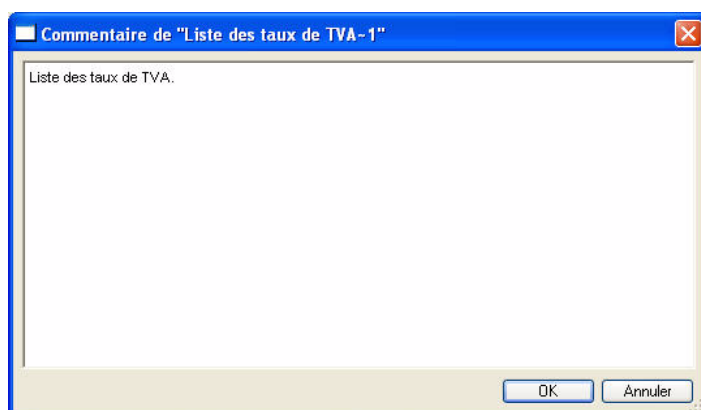 Commentaire de "Liste des taux de TVA~1"
Liste des taux de TVA.
OK Annuler